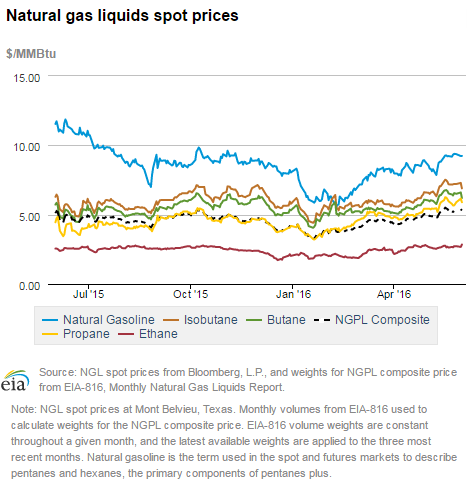 Natural gas liquids spot prices
$/MMBtu
15.00
10.00
5.00
0.00
Jul '15
Oct '15
Jan '16
Apr '16
Natural Gasoline Isobutane Butane NGPL Composite
Propane Ethane
eia
Source: NGL spot prices from Bloomberg, L.P., and weights for NGPL composite price
from EIA-816, Monthly Natural Gas Liquids Report.
Note: NGL spot prices at Mont Belvieu, Texas. Monthly volumes from EIA-816 used to
calculate weights for the NGPL composite price. EIA-816 volume weights are constant
throughout a given month, and the latest available weights are applied to the three most
recent months. Natural gasoline is the term used in the spot and futures markets to describe
pentanes and hexanes, the primary components of pentanes plus.